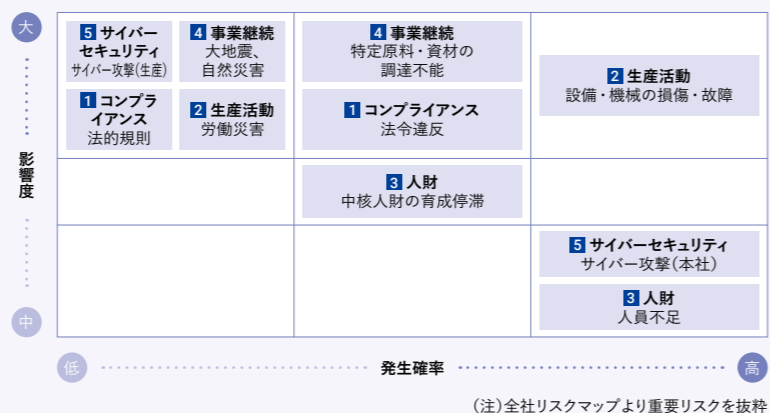 大
影響度
中
5 サイバー
セキュリティ
サイバー攻撃(生産)
4 事業継続
大地震、
自然災害
1 コンプラ
イアンス
法的規則
2 生産活動
労働災害
4 事業継続
特定原料・資材の
調達不能
1 コンプライアンス
法令違反
2 生産活動
設備・機械の損傷・故障
3 人財
中核人財の育成停滞
5 サイバーセキュリティ
サイバー攻撃(本社)
3 人財
人員不足
低 発生確率 高
(注)全社リスクマップより重要リスクを抜粋